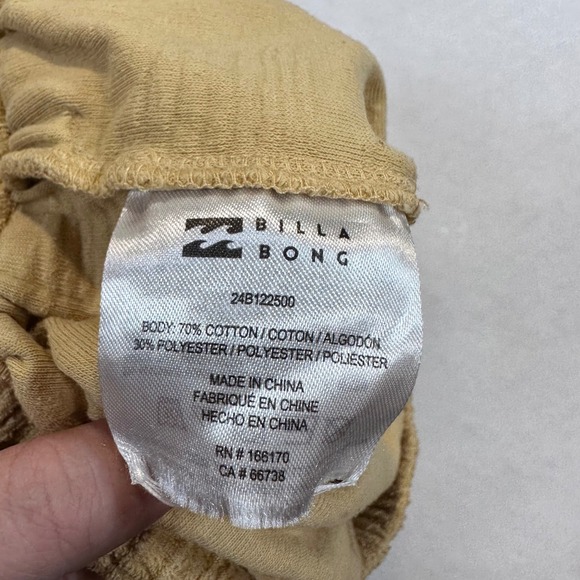 BILLA
BONG
24B122500
BODY: 70% COTTON / COTON / ALGODÓN
30% POLYESTER / POLYESTER / POLIÉSTER
MADE IN CHINA
FABRIQUÉ EN CHINE
HECHO EN CHINA
RN # 166170
CA # 66738